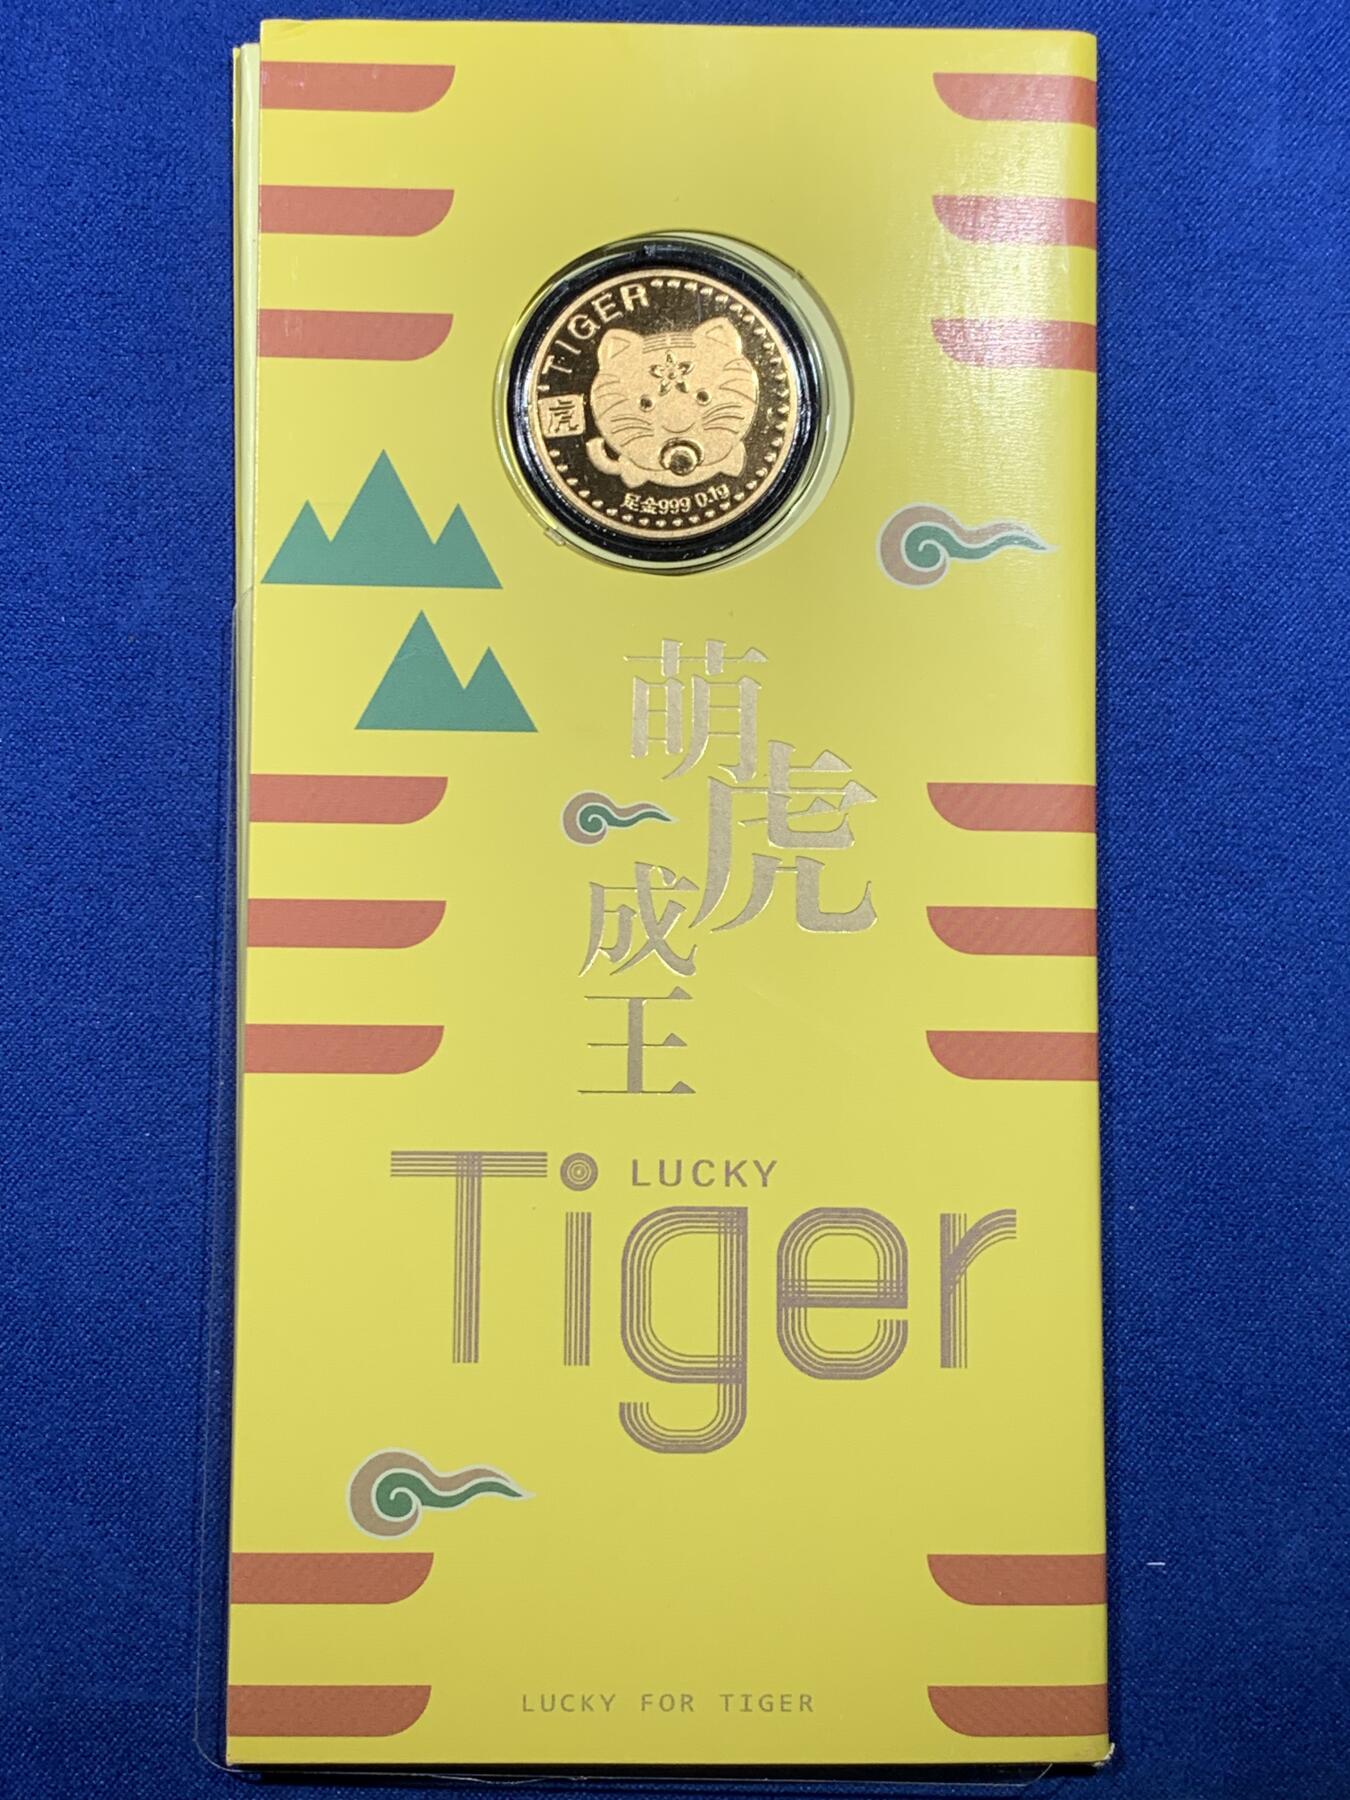 TIGER
虎
足金999 0.1g
萌
虎
成
王
LUCKY
Tiger
LUCKY FOR TIGER